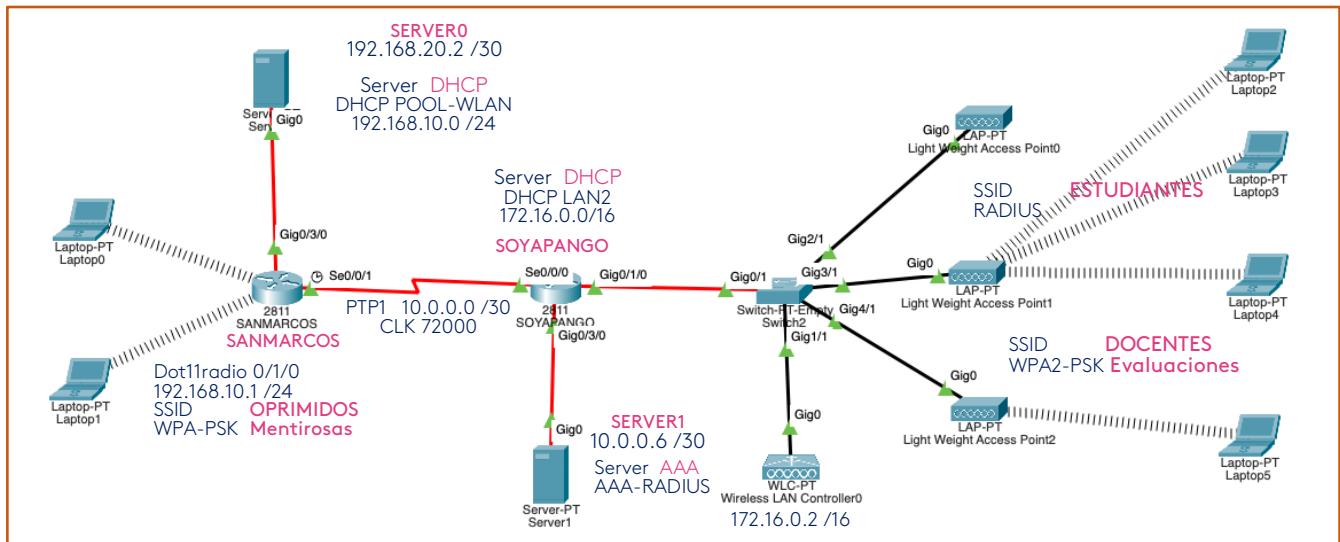 SERVER0
192.168.20.2 /30
Server DHCP
DHCP POOL-WLAN
192.168.10.0 /24
Gig0
Gig0/3/0
Laptop-PT
Laptop0
Se0/0/1
2811
SANMARCOS
SANMARCOS
Laptop-PT
Laptop1
Dot11radio 0/1/0
192.168.10.1 /24
SSID OPRIMIDOS
WPA-PSK Mentirosas
PTP1 10.0.0.0 /30
CLK 72000
Server DHCP
DHCP LAN2
172.16.0.0/16
SOYAPANGO
Se0/0/0
Gig0/1/0
2811
SOYAPANGO
Gig0/3/0
Gig0
SERVER1
10.0.0.6 /30
Server AAA
AAA-RADIUS
Server-PT
Server1
Gig0/1
Gig2/1
Gig3/1
Gig4/1
Gig1/1
Switch-PT-Empty
Switch2
Gig0
WLC-PT
Wireless LAN Controller0
172.16.0.2 /16
Gig0
LAP-PT
Light Weight Access Point0
Gig0
LAP-PT
Light Weight Access Point1
Gig0
LAP-PT
Light Weight Access Point2
SSID ESTUDIANTES
RADIUS
SSID DOCENTES
WPA2-PSK Evaluaciones
Laptop-PT
Laptop2
Laptop-PT
Laptop3
Laptop-PT
Laptop4
Laptop-PT
Laptop5